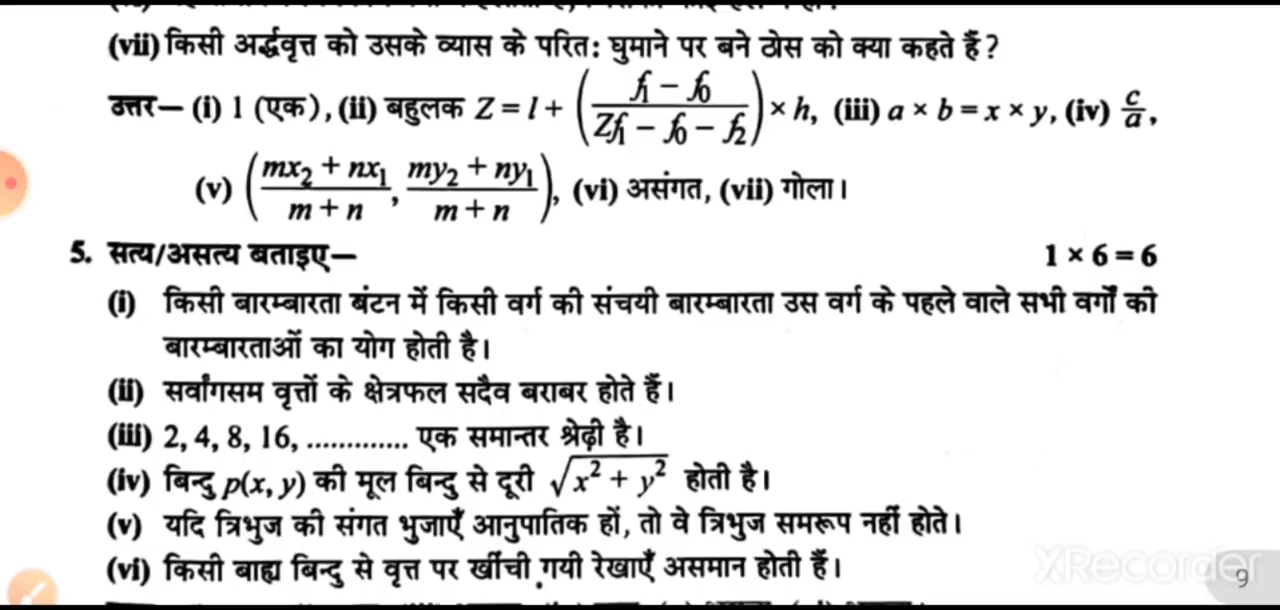 (vii) किसी अर्द्धवृत्त को उसके व्यास के परितः घुमाने पर बने ठोस को क्या कहते हैं?
उत्तर— (i) 1 (एक), (ii) बहुलक Z = l + ( (f₁ − f₀) / (Zf₁ − f₀ − f₂) ) × h, (iii) a × b = x × y, (iv) c/a,
(v) ( (mx₂ + nx₁) / (m + n), (my₂ + ny₁) / (m + n) ), (vi) असंगत, (vii) गोला।
5. सत्य/असत्य बताइए— 1 × 6 = 6
(i) किसी बारम्बारता बंटन में किसी वर्ग की संचयी बारम्बारता उस वर्ग के पहले वाले सभी वर्गों की
बारम्बारताओं का योग होती है।
(ii) सर्वांगसम वृत्तों के क्षेत्रफल सदैव बराबर होते हैं।
(iii) 2, 4, 8, 16, ............. एक समान्तर श्रेढ़ी है।
(iv) बिन्दु p(x, y) की मूल बिन्दु से दूरी √(x² + y²) होती है।
(v) यदि त्रिभुज की संगत भुजाएँ आनुपातिक हों, तो वे त्रिभुज समरूप नहीं होते।
(vi) किसी बाह्य बिन्दु से वृत्त पर खींची गयी रेखाएँ असमान होती हैं।
XRecorder
9